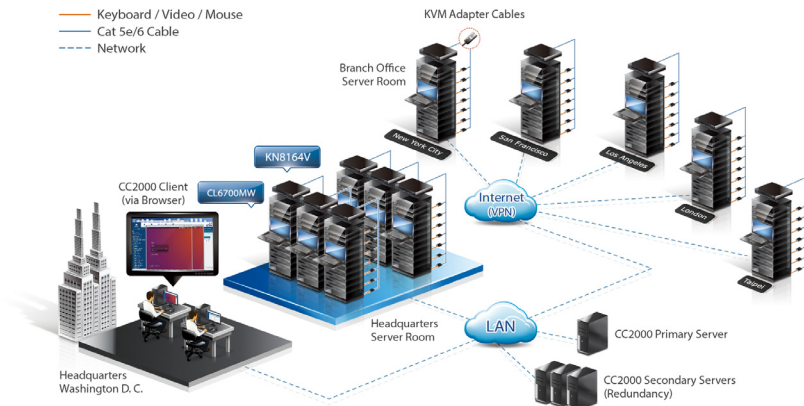 Keyboard / Video / Mouse
Cat 5e/6 Cable
Network
KVM Adapter Cables
Branch Office
Server Room
New York City
San Francisco
Los Angeles
London
Taipei
KN8164V
CL6700MW
CC2000 Client
(via Browser)
Internet
(VPN)
Headquarters
Server Room
LAN
CC2000 Primary Server
CC2000 Secondary Servers
(Redundancy)
Headquarters
Washington D. C.